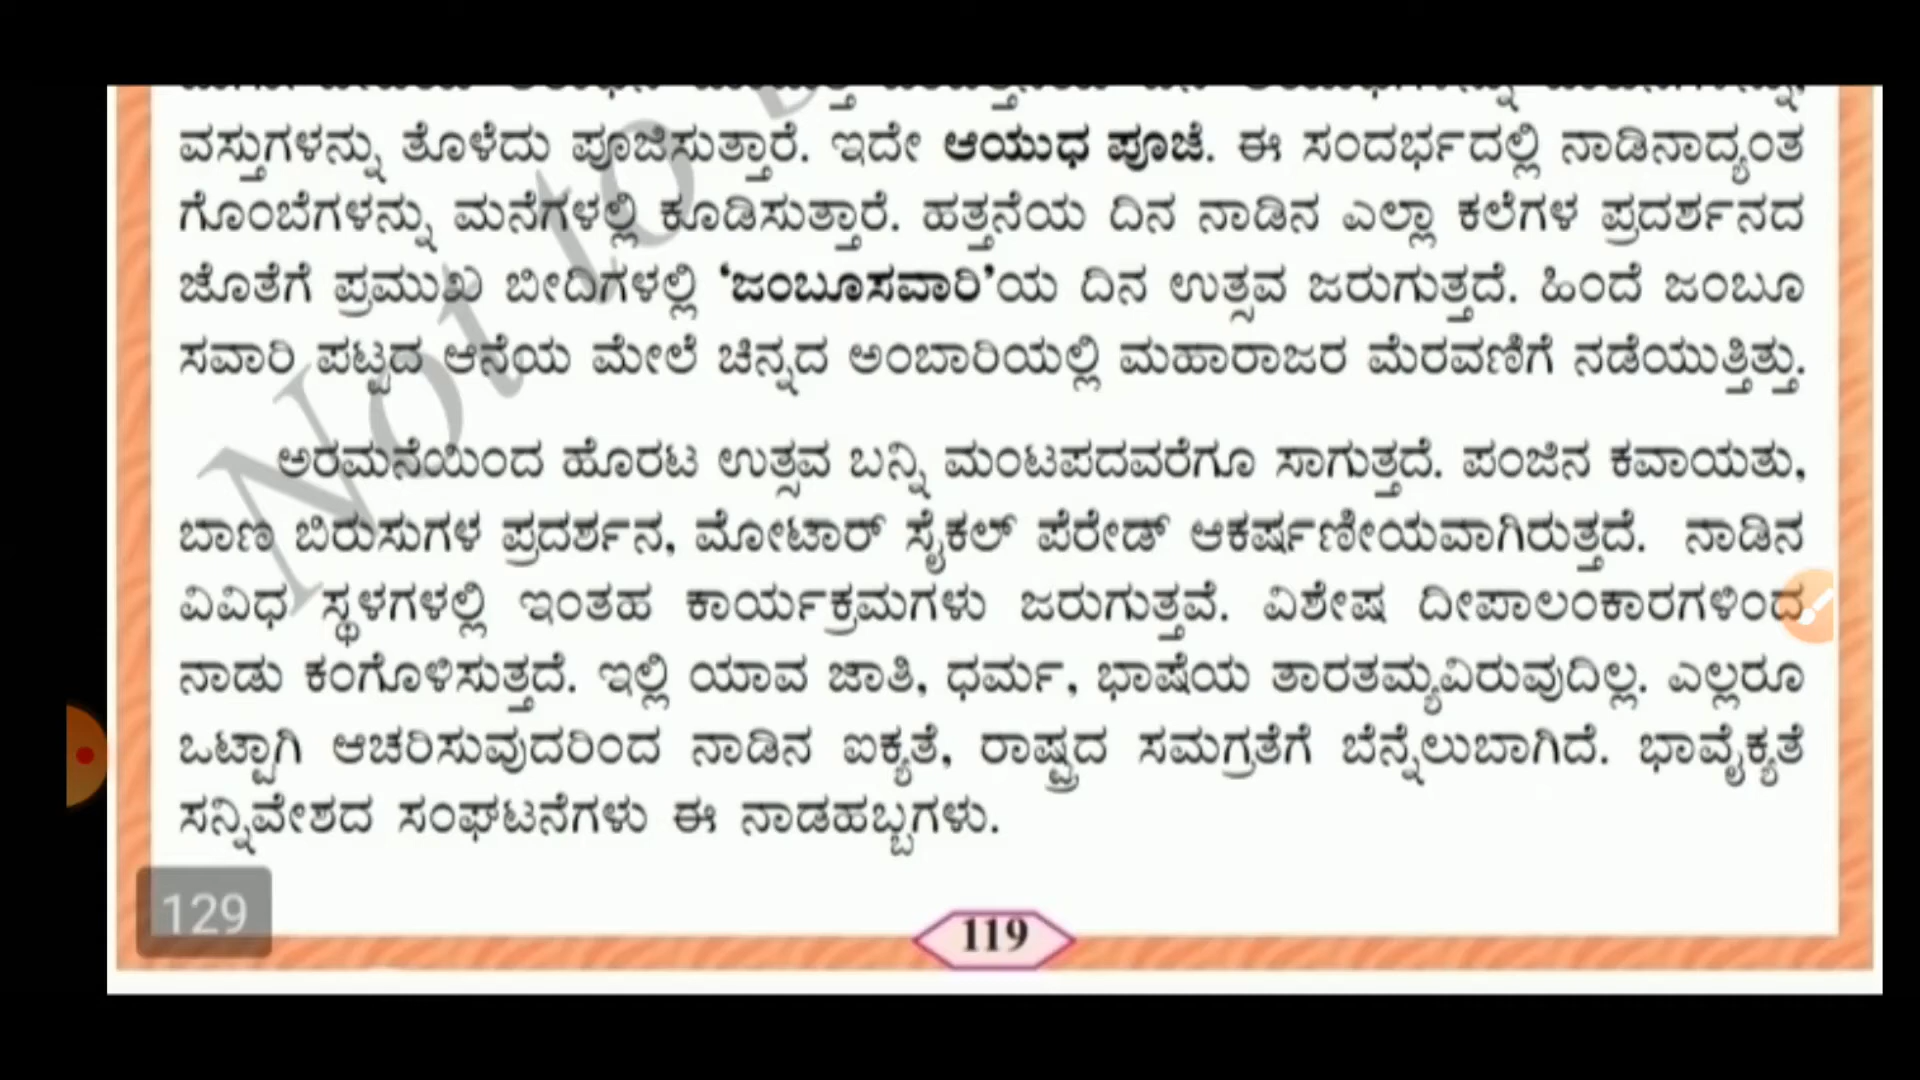 ವಸ್ತುಗಳನ್ನು ತೊಳೆದು ಪೂಜಿಸುತ್ತಾರೆ. ಇದೇ ಆಯುಧ ಪೂಜೆ. ಈ ಸಂದರ್ಭದಲ್ಲಿ ನಾಡಿನಾದ್ಯಂತ
ಗೊಂಬೆಗಳನ್ನು ಮನೆಗಳಲ್ಲಿ ಕೂಡಿಸುತ್ತಾರೆ. ಹತ್ತನೆಯ ದಿನ ನಾಡಿನ ಎಲ್ಲಾ ಕಲೆಗಳ ಪ್ರದರ್ಶನದ
ಜೊತೆಗೆ ಪ್ರಮುಖ ಬೀದಿಗಳಲ್ಲಿ ‘ಜಂಬೂಸವಾರಿ’ಯ ದಿನ ಉತ್ಸವ ಜರುಗುತ್ತದೆ. ಹಿಂದೆ ಜಂಬೂ
ಸವಾರಿ ಪಟ್ಟದ ಆನೆಯ ಮೇಲೆ ಚಿನ್ನದ ಅಂಬಾರಿಯಲ್ಲಿ ಮಹಾರಾಜರ ಮೆರವಣಿಗೆ ನಡೆಯುತ್ತಿತ್ತು.
ಅರಮನೆಯಿಂದ ಹೊರಟ ಉತ್ಸವ ಬನ್ನಿ ಮಂಟಪದವರೆಗೂ ಸಾಗುತ್ತದೆ. ಪಂಜಿನ ಕವಾಯತು,
ಬಾಣ ಬಿರುಸುಗಳ ಪ್ರದರ್ಶನ, ಮೋಟಾರ್ ಸೈಕಲ್ ಪೆರೇಡ್ ಆಕರ್ಷಣೀಯವಾಗಿರುತ್ತದೆ. ನಾಡಿನ
ವಿವಿಧ ಸ್ಥಳಗಳಲ್ಲಿ ಇಂತಹ ಕಾರ್ಯಕ್ರಮಗಳು ಜರುಗುತ್ತವೆ. ವಿಶೇಷ ದೀಪಾಲಂಕಾರಗಳಿಂದ
ನಾಡು ಕಂಗೊಳಿಸುತ್ತದೆ. ಇಲ್ಲಿ ಯಾವ ಜಾತಿ, ಧರ್ಮ, ಭಾಷೆಯ ತಾರತಮ್ಯವಿರುವುದಿಲ್ಲ. ಎಲ್ಲರೂ
ಒಟ್ಟಾಗಿ ಆಚರಿಸುವುದರಿಂದ ನಾಡಿನ ಐಕ್ಯತೆ, ರಾಷ್ಟ್ರದ ಸಮಗ್ರತೆಗೆ ಬೆನ್ನೆಲುಬಾಗಿದೆ. ಭಾವೈಕ್ಯತೆ
ಸನ್ನಿವೇಶದ ಸಂಘಟನೆಗಳು ಈ ನಾಡಹಬ್ಬಗಳು.
Not to
129
119